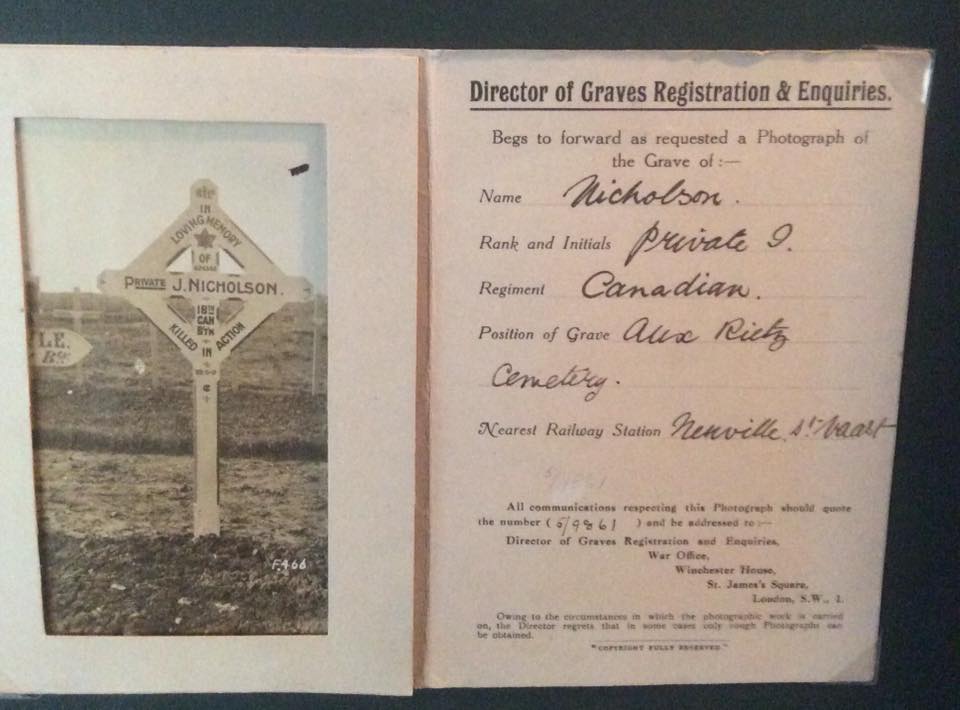 IN
LOVING MEMORY
OF
PRIVATE J. NICHOLSON.
18TH
CAN
BTN
KILLED IN ACTION
LE.
F466
Director of Graves Registration & Enquiries.
Begs to forward as requested a Photograph of
the Grave of :—
Name Nicholson.
Rank and Initials Private J.
Regiment Canadian.
Position of Grave Aux Rietz
Cemetery.
Nearest Railway Station Neuville, St Vaast
All communications respecting this Photograph should quote
the number (5/9861) and be addressed to :—
Director of Graves Registration and Enquiries,
War Office,
Winchester House,
St. James's Square,
London, S.W., 1.
Owing to the circumstances in which the photographic work is carried
on, the Director regrets that in some cases only rough Photographs can
be obtained.
"COPYRIGHT FULLY RESERVED."